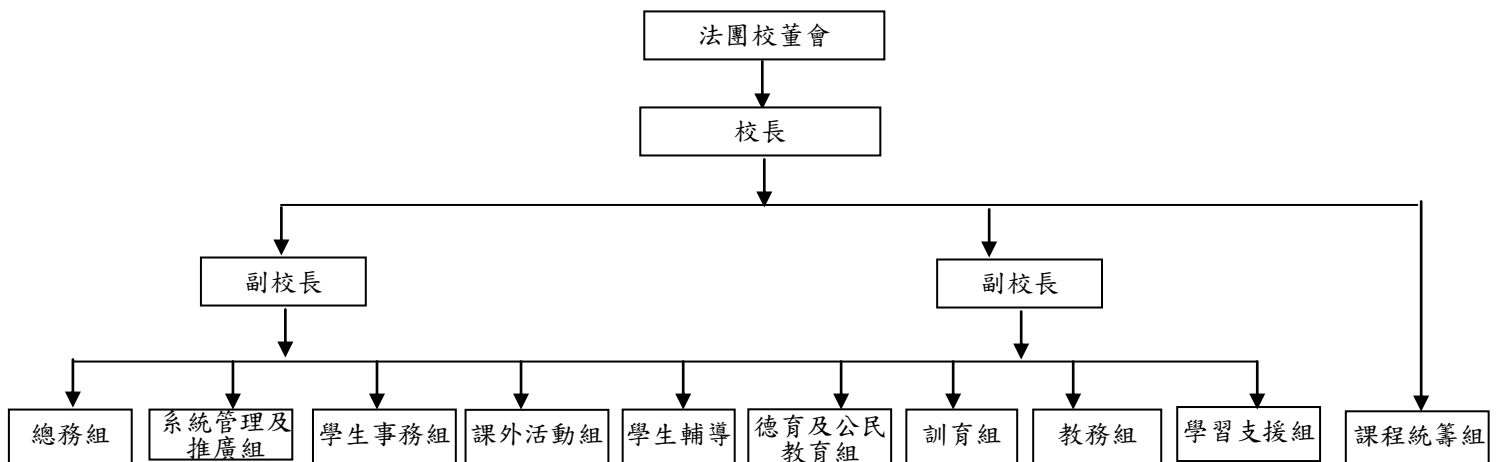 法團校董會
校長
副校長
副校長
總務組
系統管理及
推廣組
學生事務組
課外活動組
學生輔導
德育及公民
教育組
訓育組
教務組
學習支援組
課程統籌組